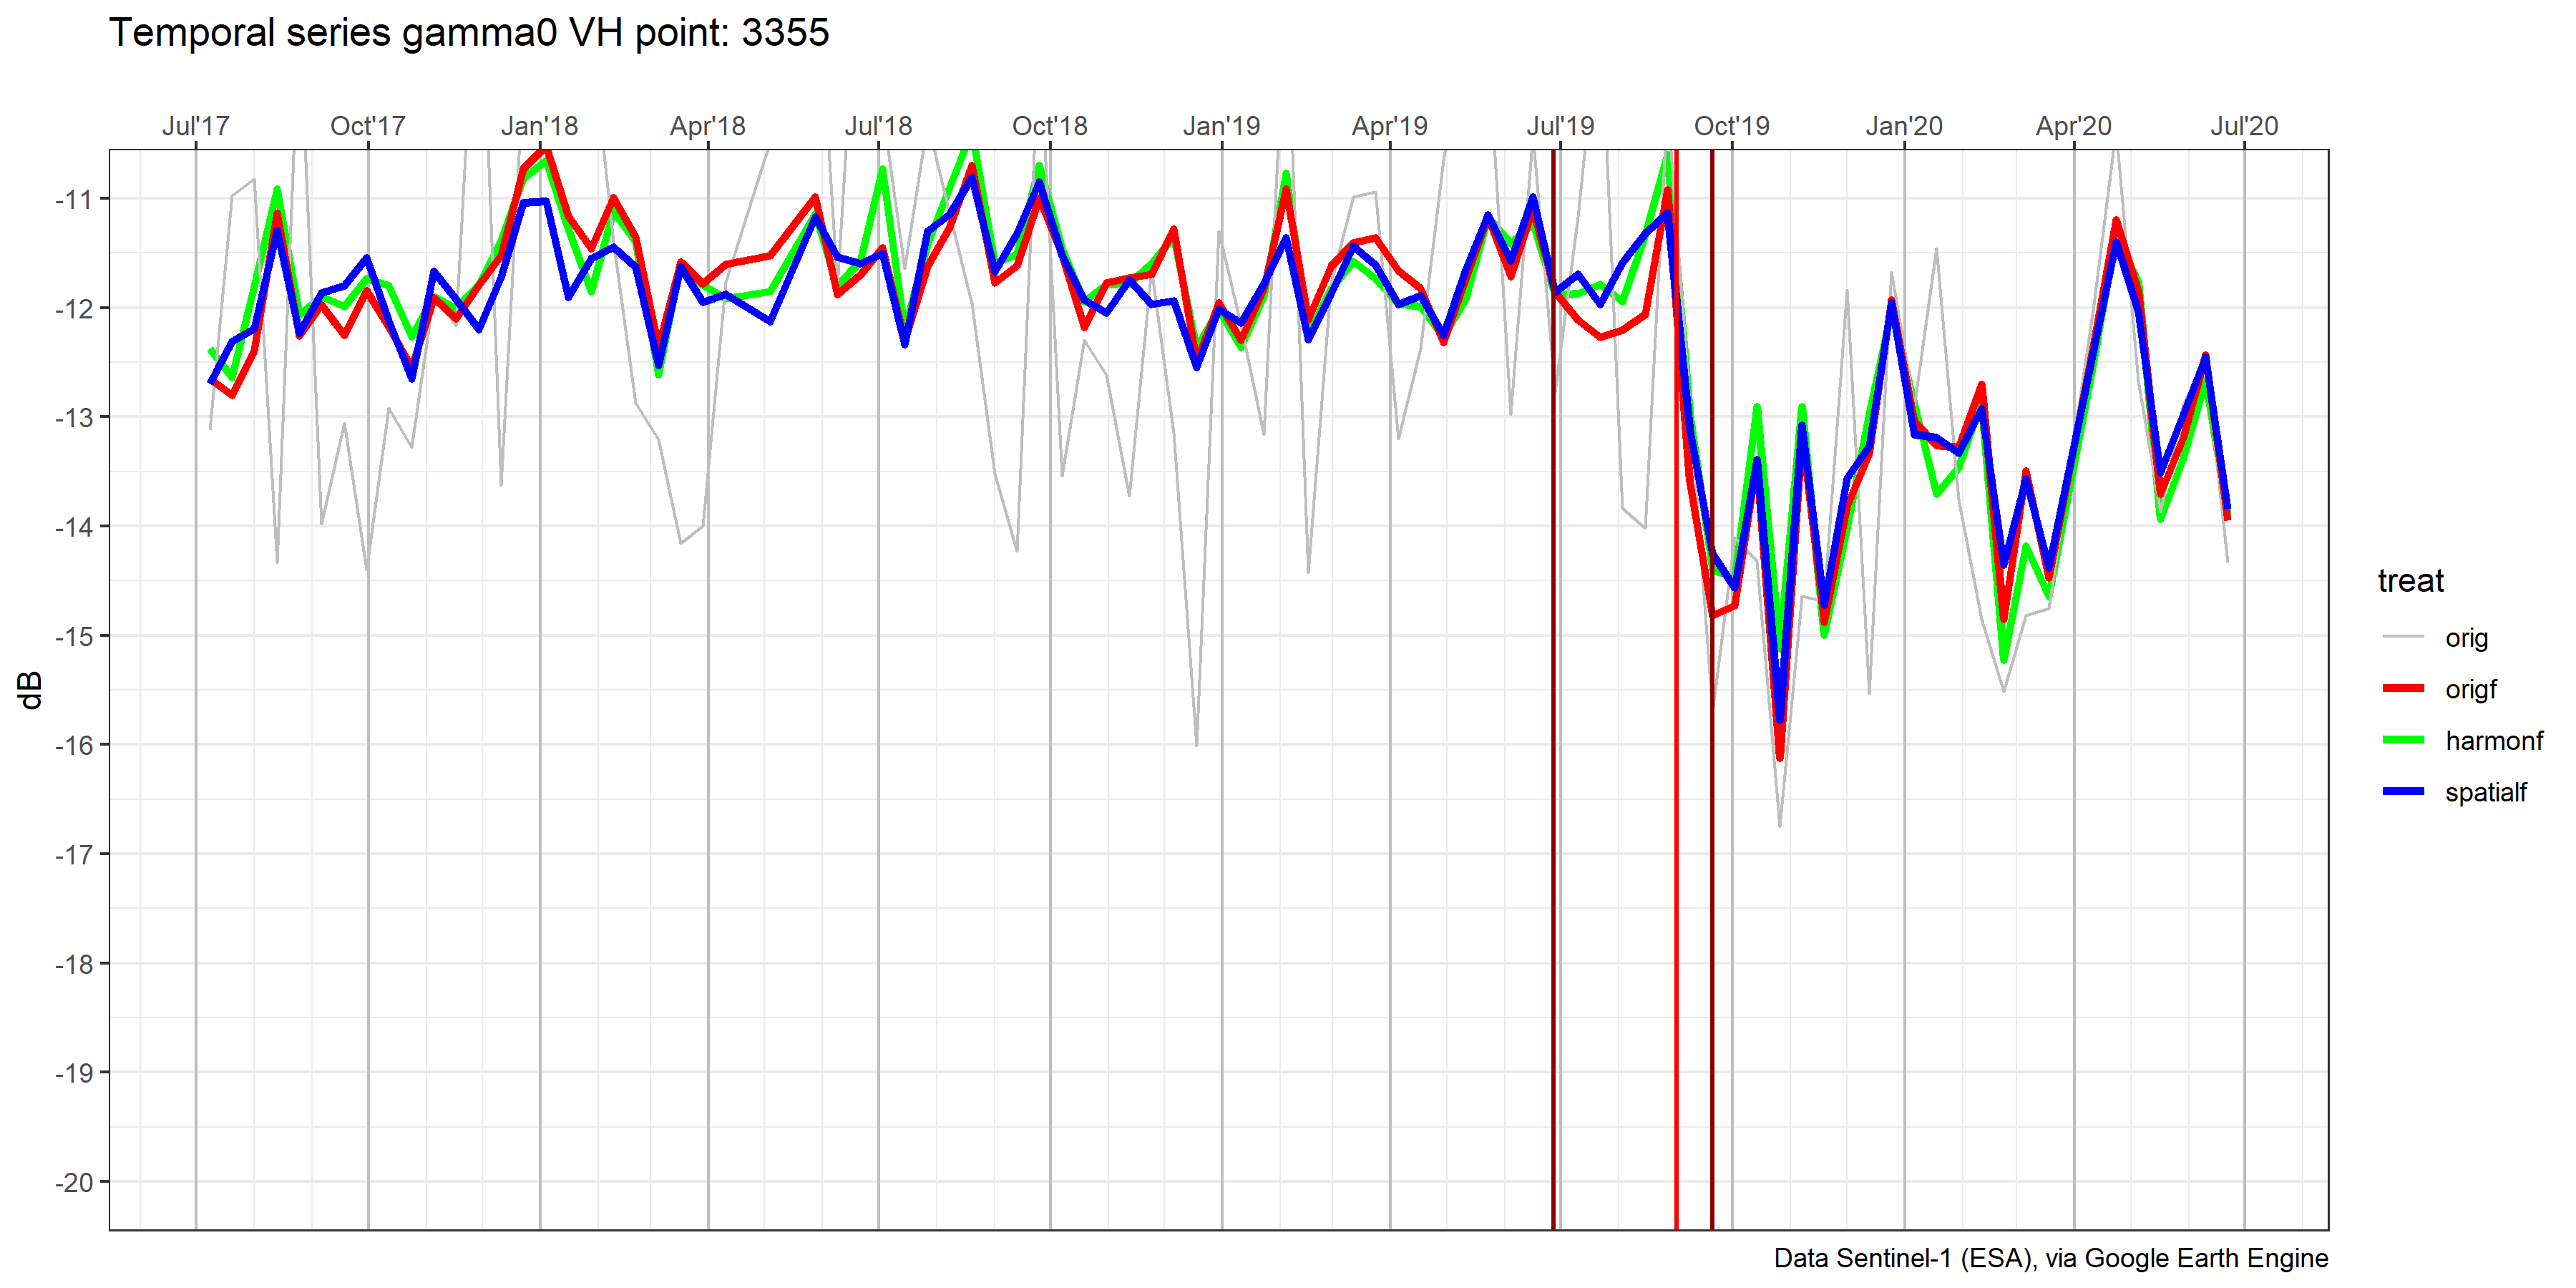 Temporal series gamma0 VH point: 3355
Jul'17 Oct'17 Jan'18 Apr'18 Jul'18 Oct'18 Jan'19 Apr'19 Jul'19 Oct'19 Jan'20 Apr'20 Jul'20
-11
-12
-13
-14
-15
-16
-17
-18
-19
-20
dB
treat
orig
origf
harmonf
spatialf
Data Sentinel-1 (ESA), via Google Earth Engine